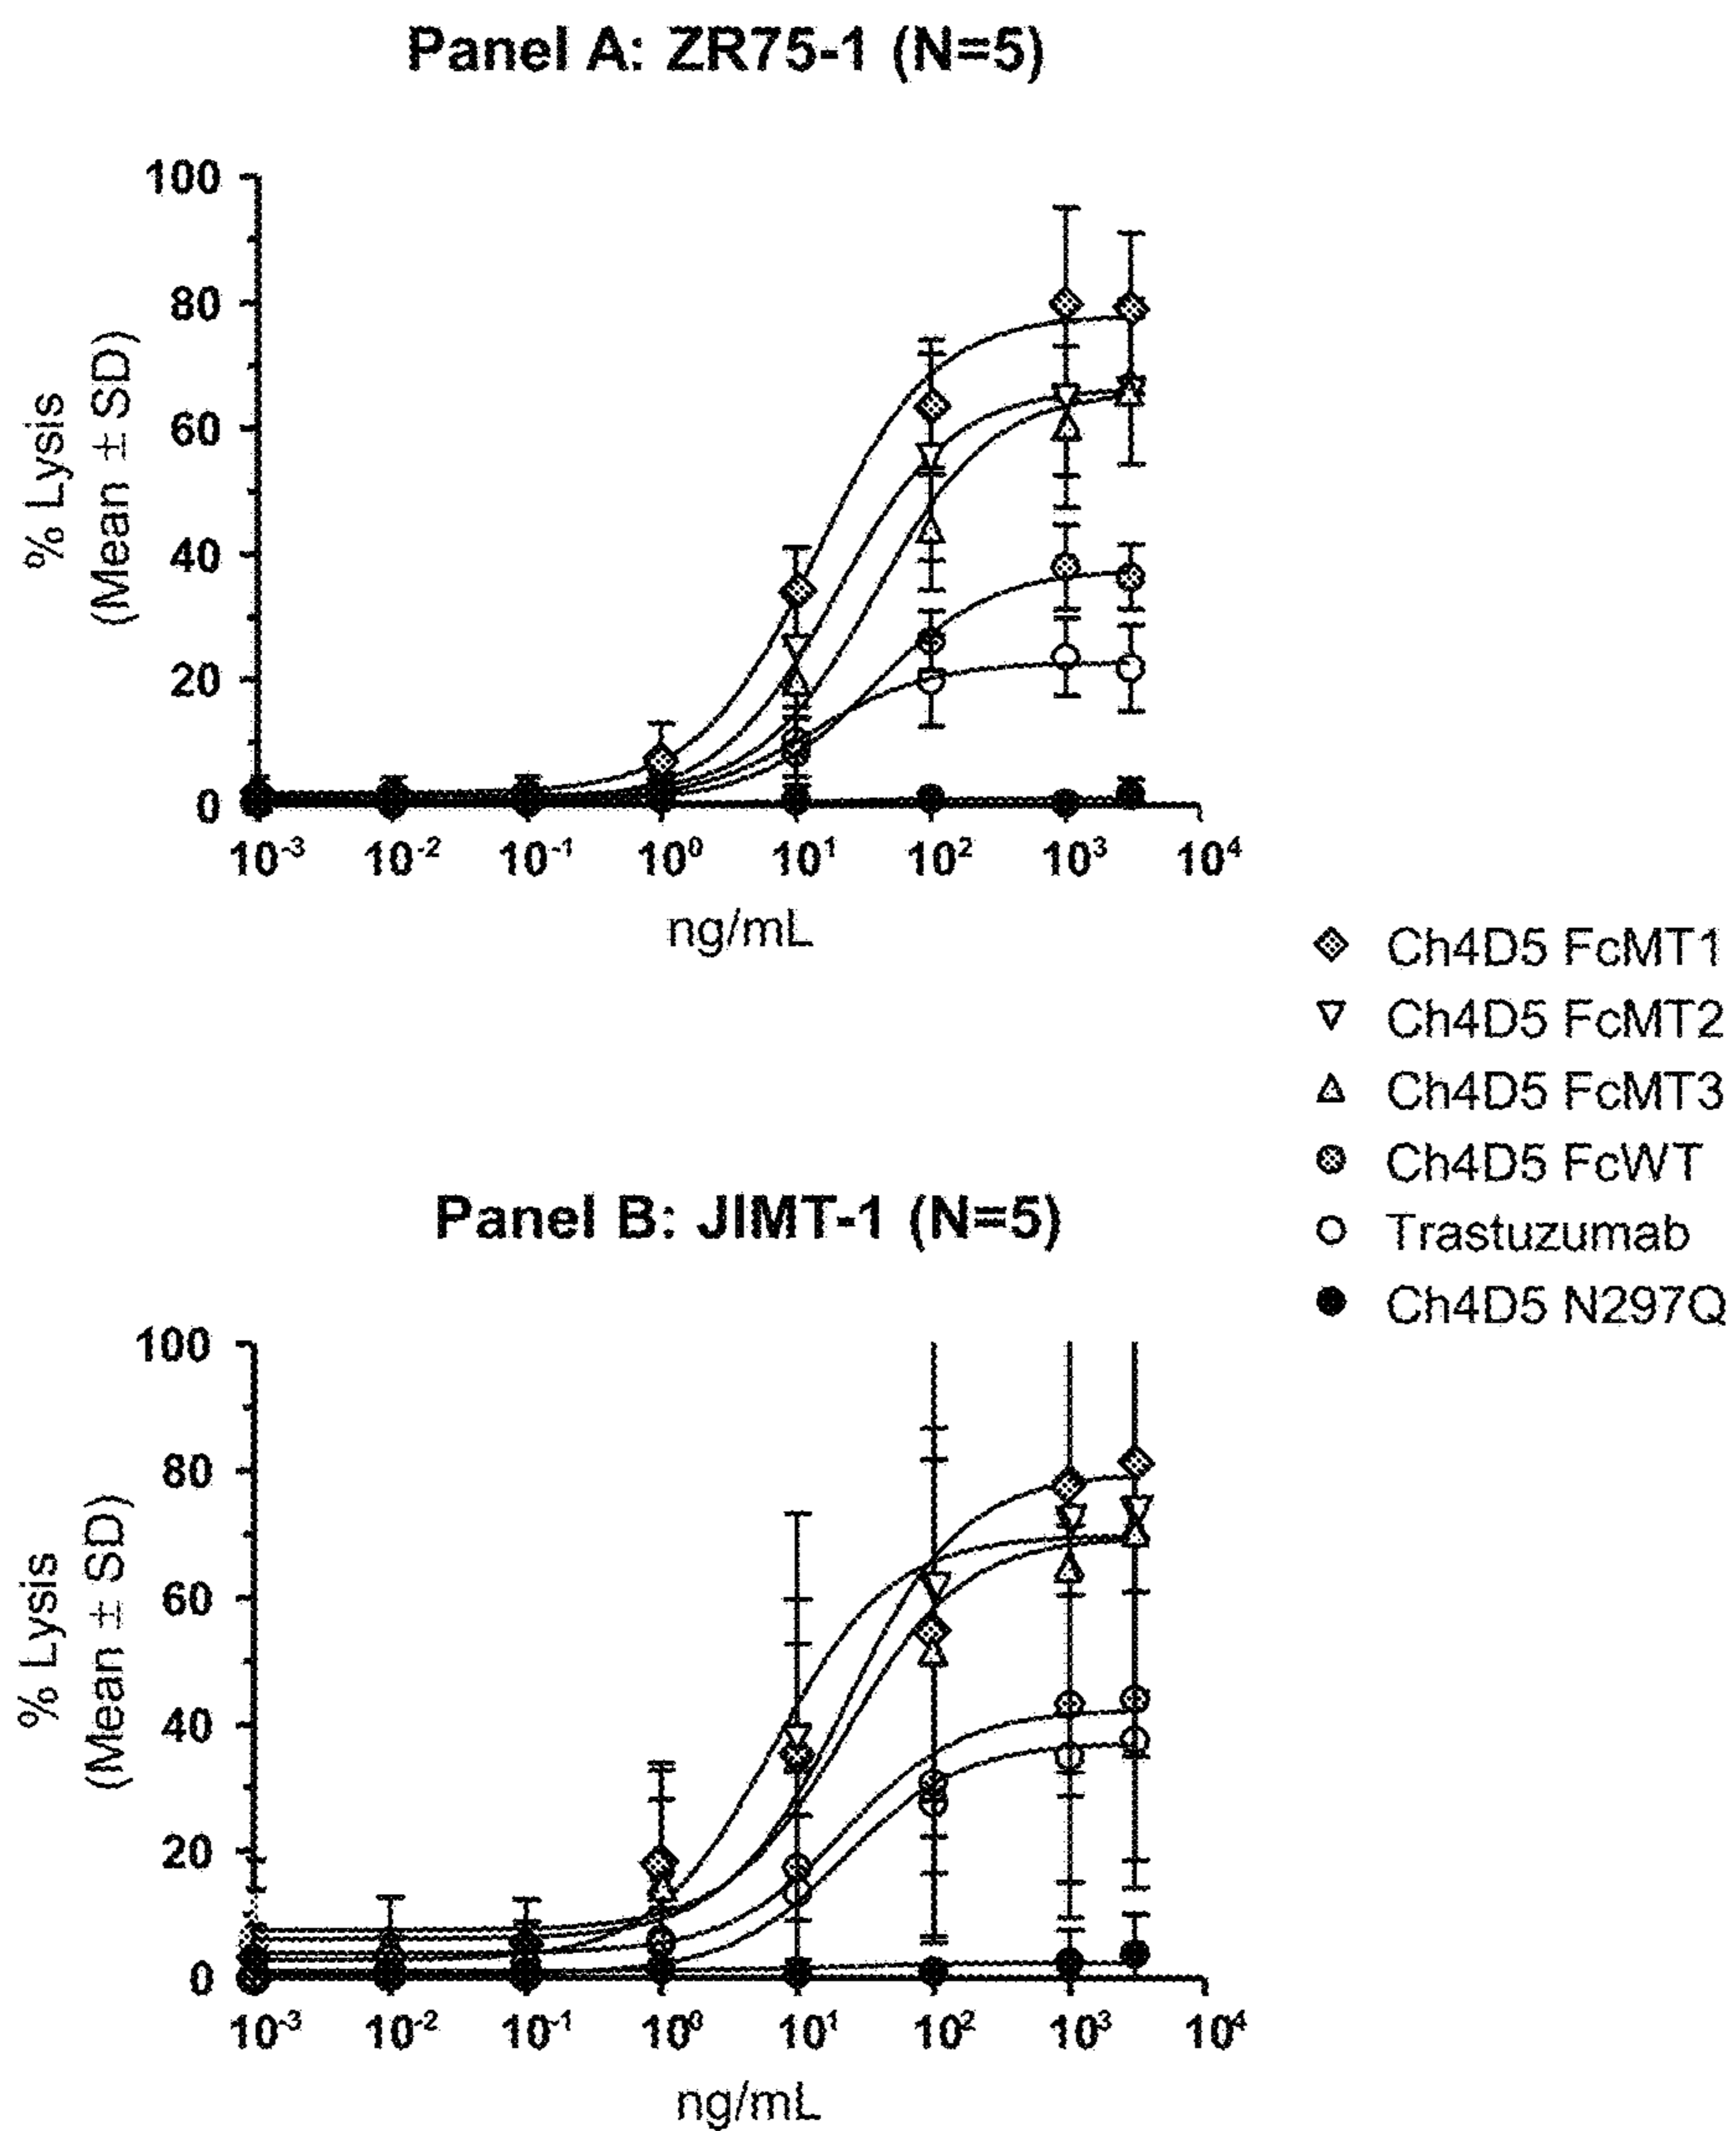 Panel A: ZR75-1 (N=5)
% Lysis
(Mean ± SD)
100
80
60
40
20
0
10⁻³ 10⁻² 10⁻¹ 10⁰ 10¹ 10² 10³ 10⁴
ng/mL
Ch4D5 FcMT1
Ch4D5 FcMT2
Ch4D5 FcMT3
Ch4D5 FcWT
Trastuzumab
Ch4D5 N297Q
Panel B: JIMT-1 (N=5)
% Lysis
(Mean ± SD)
100
80
60
40
20
0
10⁻³ 10⁻² 10⁻¹ 10⁰ 10¹ 10² 10³ 10⁴
ng/mL